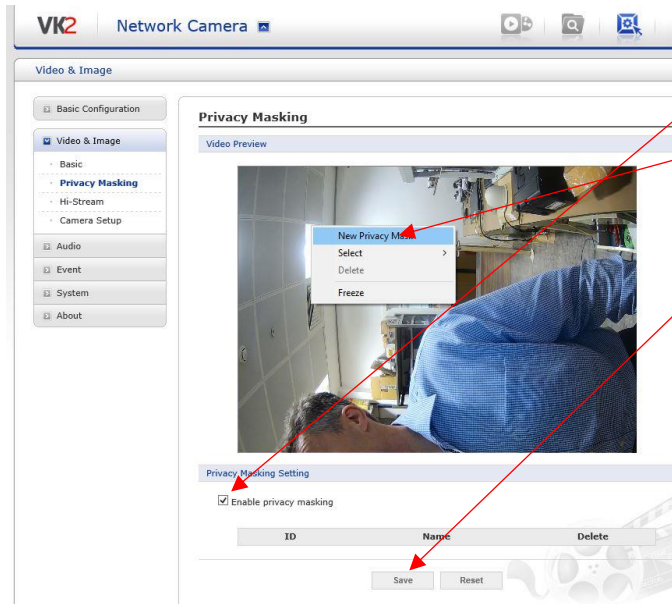 VK2 Network Camera
Video & Image
Basic Configuration
Video & Image
Basic
Privacy Masking
Hi-Stream
Camera Setup
Audio
Event
System
About
Privacy Masking
Video Preview
New Privacy Mask
Select
Delete
Freeze
Privacy Masking Setting
Enable privacy masking
ID Name Delete
Save Reset